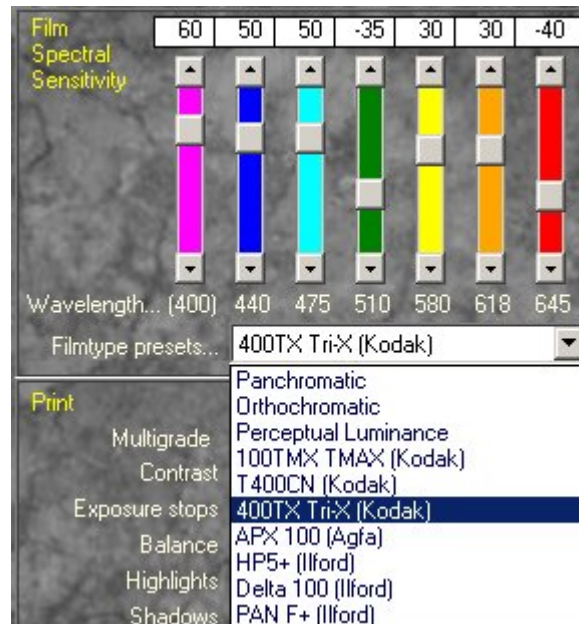 Film 60 50 50 -35 30 30 -40
Spectral
Sensitivity
Wavelength... (400) 440 475 510 580 618 645
Filmtype presets... 400TX Tri-X (Kodak)
Panchromatic
Print Orthochromatic
Multigrade Perceptual Luminance
100TMX TMAX (Kodak)
Contrast T400CN (Kodak)
Exposure stops 400TX Tri-X (Kodak)
Balance APX 100 (Agfa)
HP5+ (Ilford)
Highlights Delta 100 (Ilford)
Shadows PAN F+ (Ilford)